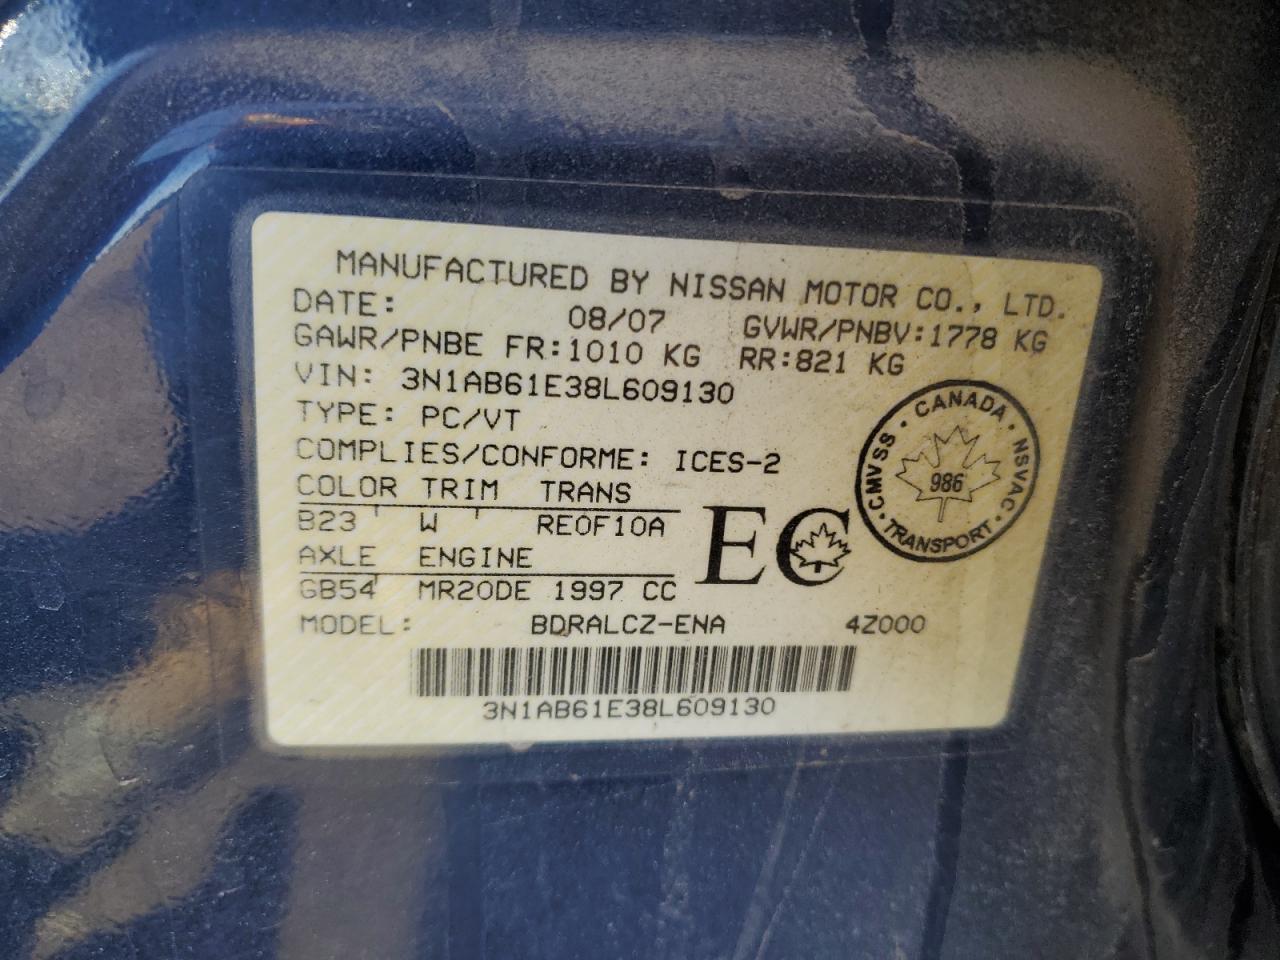 MANUFACTURED BY NISSAN MOTOR CO., LTD.
DATE: 08/07 GVWR/PNBV:1778 KG
GAWR/PNBE FR:1010 KG RR:821 KG
VIN: 3N1AB61E38L609130
TYPE: PC/VT
COMPLIES/CONFORME: ICES-2
COLOR TRIM TRANS
B23 W RE0F10A
AXLE ENGINE
GB54 MR20DE 1997 CC
MODEL: BDRALCZ-ENA 4Z000
3N1AB61E38L609130
EC
CANADA · NSVAC · TRANSPORT · CMVSS ·
986